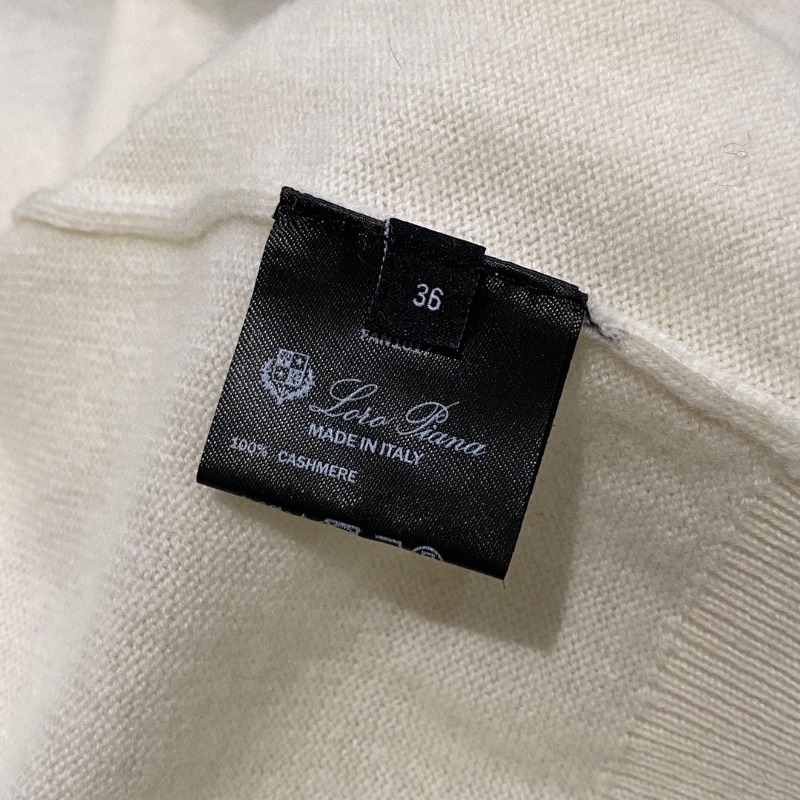 36
Loro Piana
MADE IN ITALY
100% CASHMERE